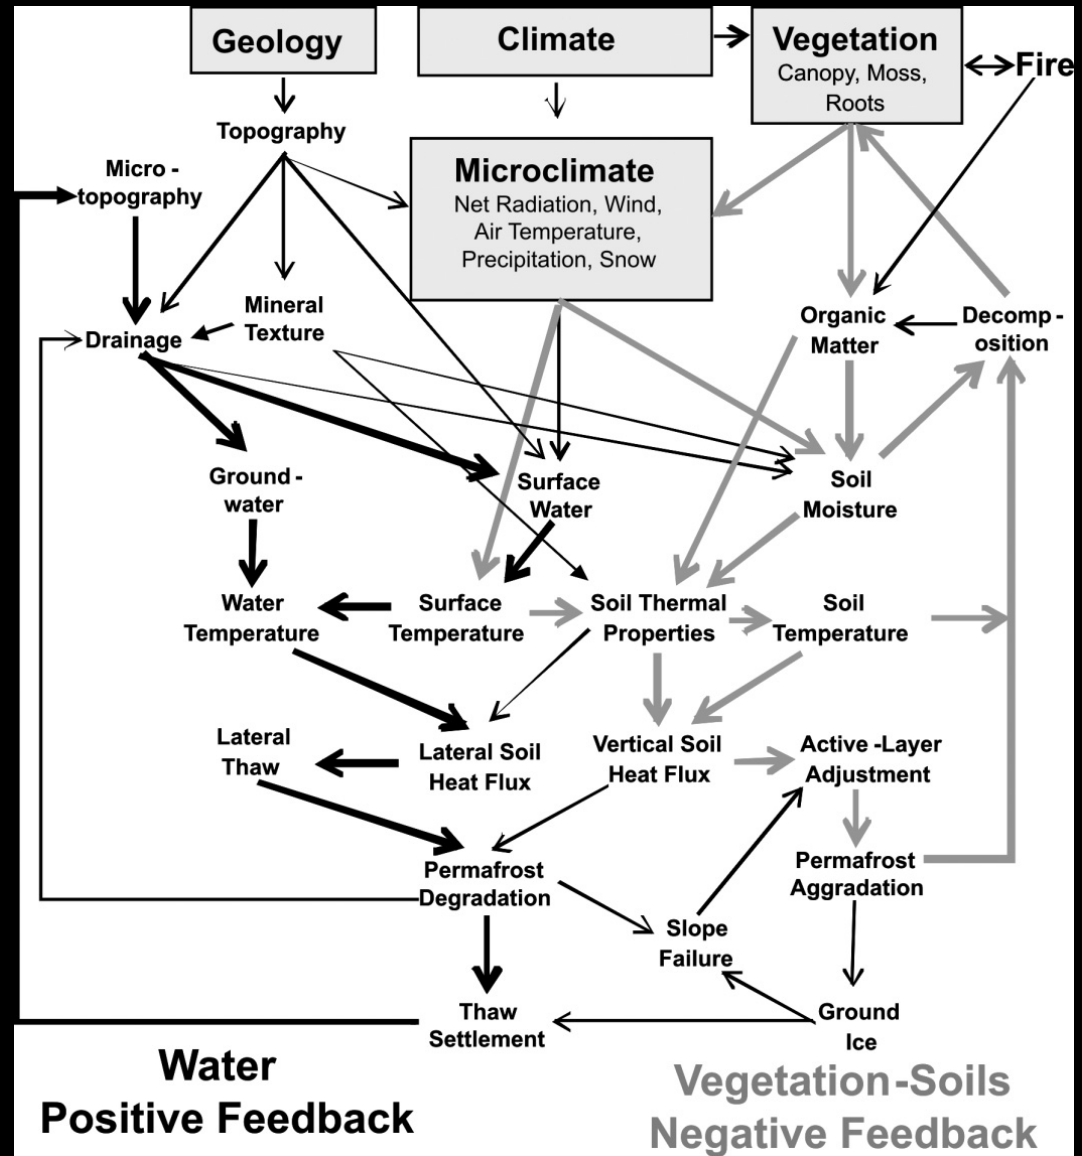 Geology
Climate
Vegetation
Canopy, Moss,
Roots
Fire
Topography
Micro -
topography
Microclimate
Net Radiation, Wind,
Air Temperature,
Precipitation, Snow
Mineral
Texture
Drainage
Organic
Matter
Decomp -
osition
Ground -
water
Surface
Water
Soil
Moisture
Water
Temperature
Surface
Temperature
Soil Thermal
Properties
Soil
Temperature
Lateral
Thaw
Lateral Soil
Heat Flux
Vertical Soil
Heat Flux
Active -Layer
Adjustment
Permafrost
Degradation
Permafrost
Aggradation
Slope
Failure
Thaw
Settlement
Ground
Ice
Water
Positive Feedback
Vegetation -Soils
Negative Feedback